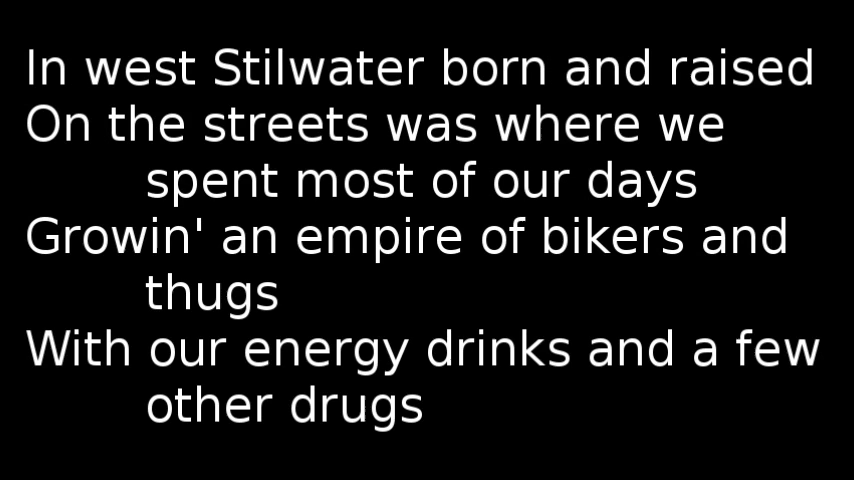 In west Stilwater born and raised
On the streets was where we
spent most of our days
Growin' an empire of bikers and
thugs
With our energy drinks and a few
other drugs